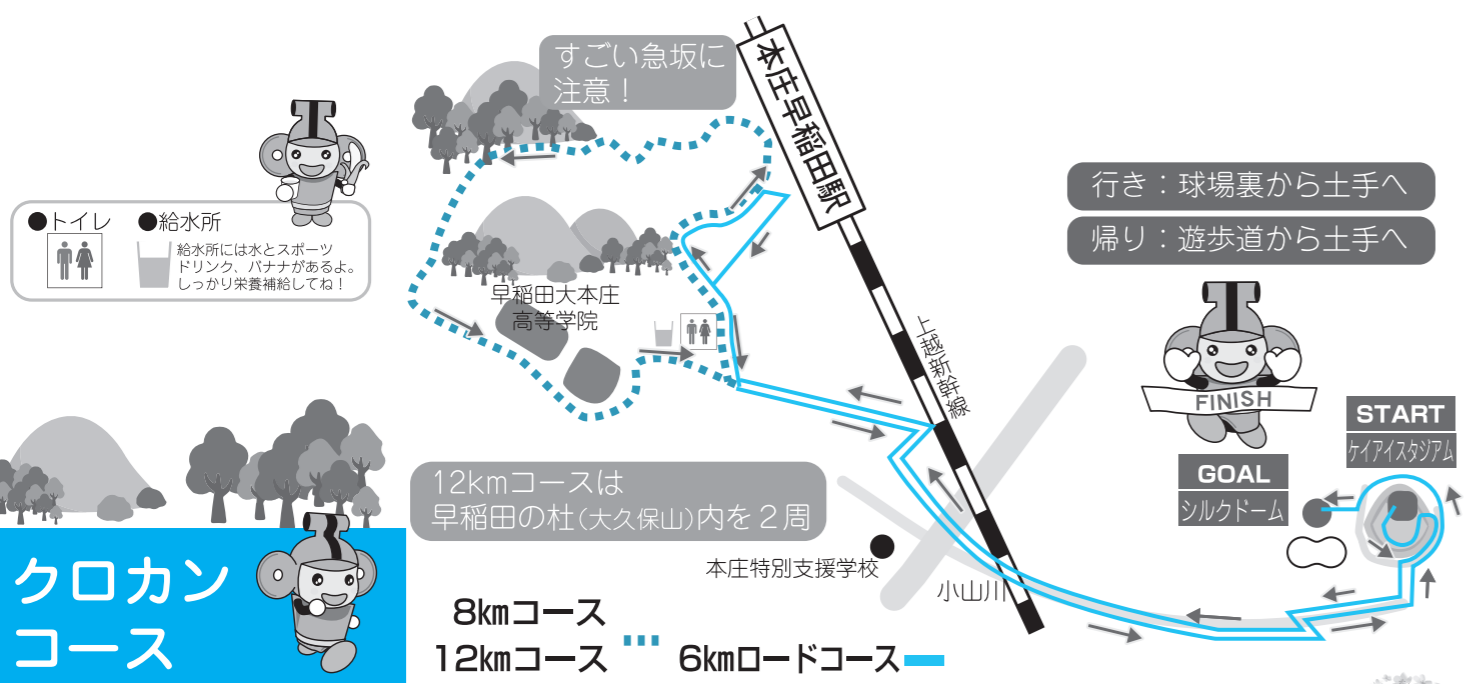 すごい急坂に
注意！
本庄早稲田駅
行き：球場裏から土手へ
帰り：遊歩道から土手へ
●トイレ
●給水所
給水所には水とスポーツ
ドリンク、バナナがあるよ。
しっかり栄養補給してね！
早稲田大本庄
高等学院
上越新幹線
FINISH
START
ケイアイスタジアム
GOAL
シルクドーム
12kmコースは
早稲田の杜(大久保山)内を２周
本庄特別支援学校
小山川
クロカン
コース
8㎞コース
12㎞コース
6㎞ロードコース